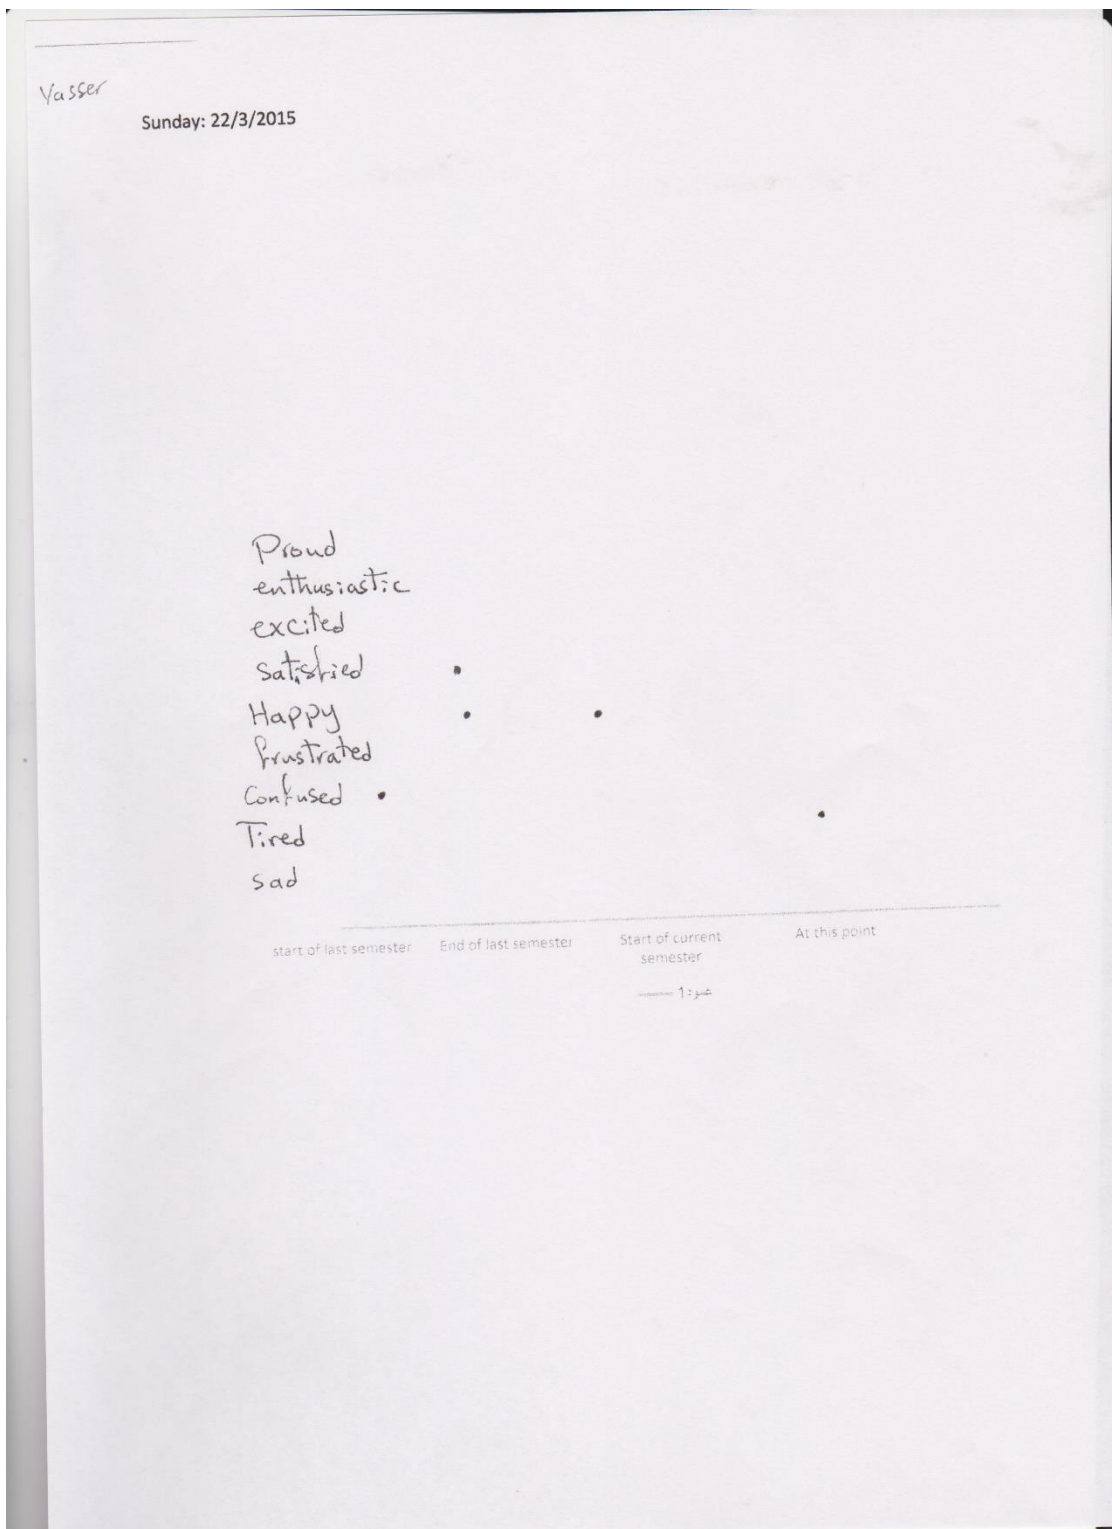 Yasser
Sunday: 22/3/2015
Proud
enthusiastic
excited
satisfied
Happy
frustrated
Confused
Tired
sad
start of last semester End of last semester Start of current semester At this point